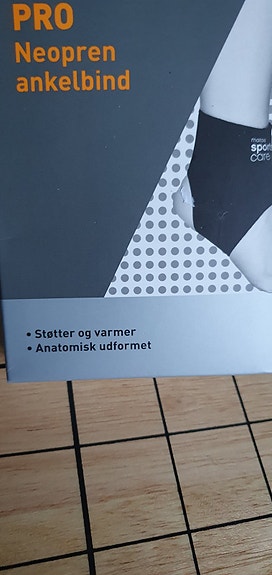 PRO
Neopren
ankelbind
sports
care
• Støtter og varmer
• Anatomisk udformet